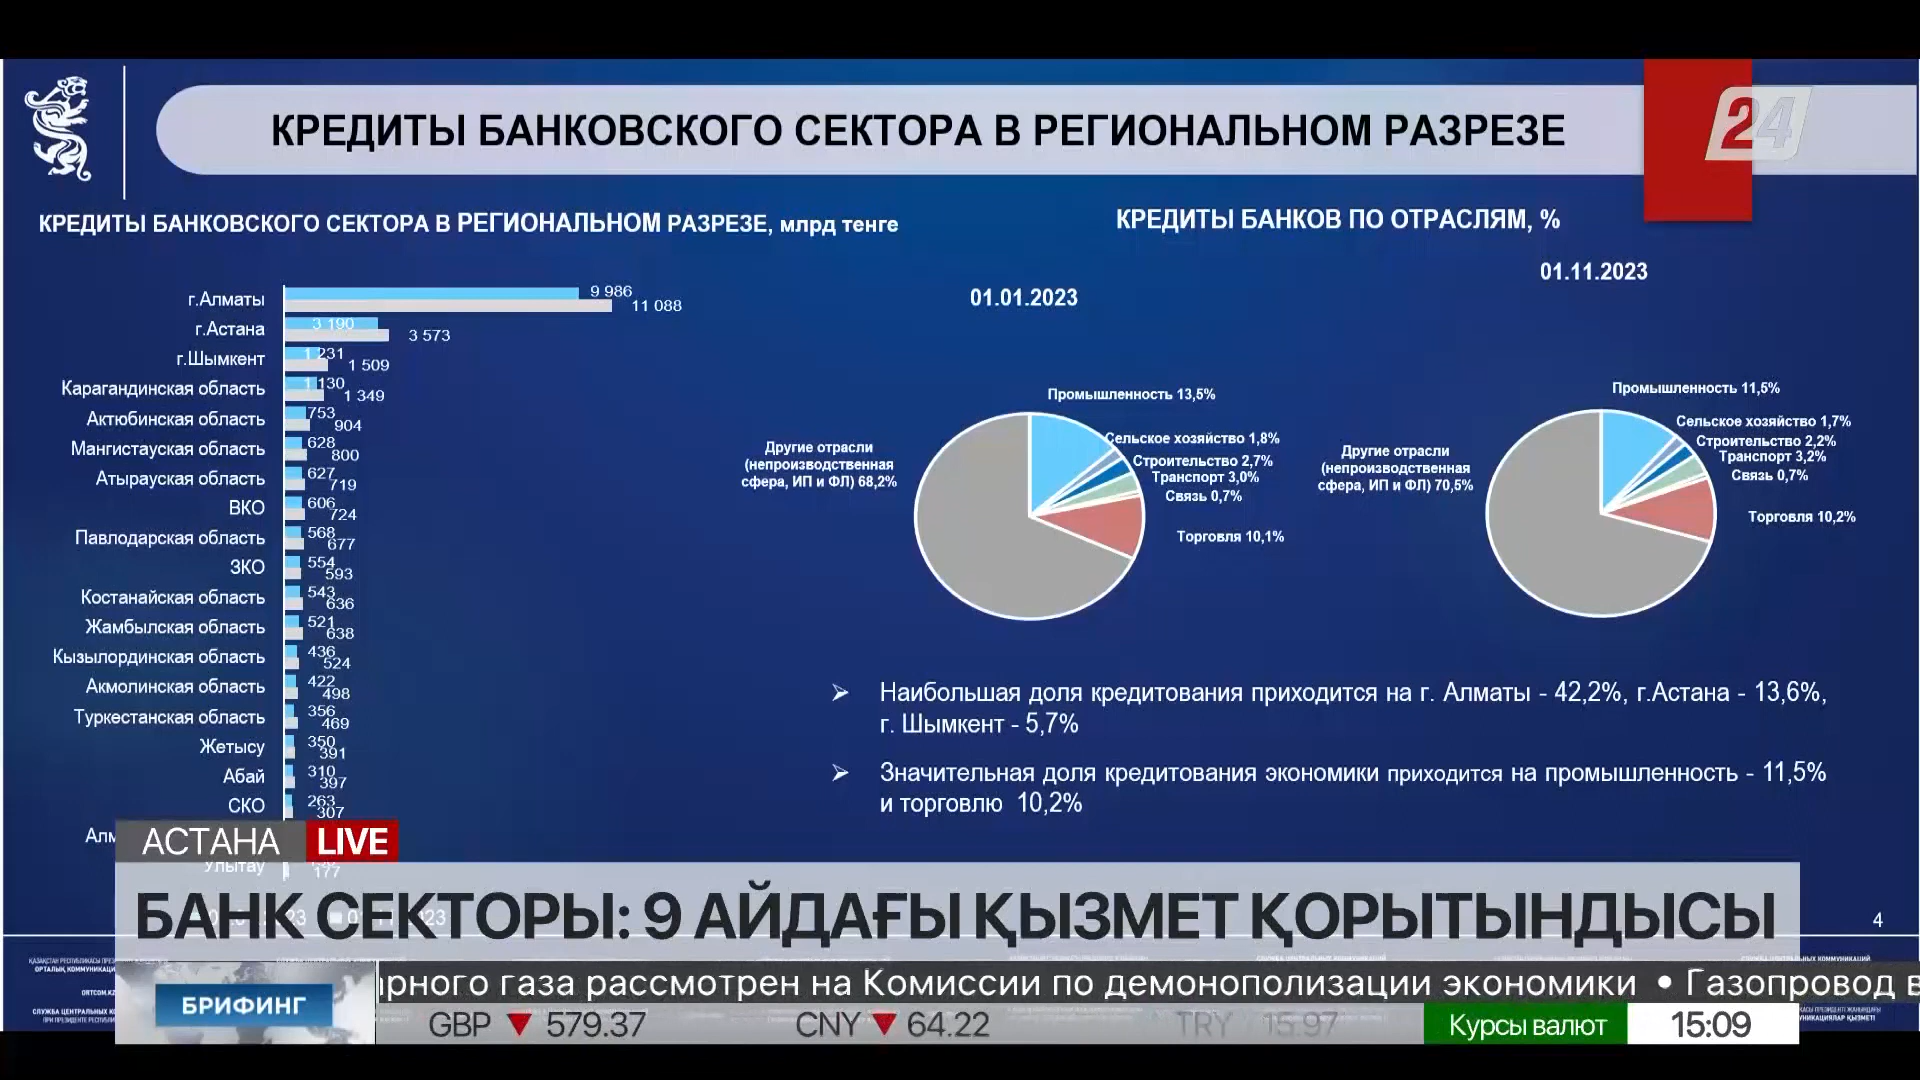 КРЕДИТЫ БАНКОВСКОГО СЕКТОРА В РЕГИОНАЛЬНОМ РАЗРЕЗЕ
24
КРЕДИТЫ БАНКОВСКОГО СЕКТОРА В РЕГИОНАЛЬНОМ РАЗРЕЗЕ, млрд тенге
г.Алматы 9 986 11 088
г.Астана 3 190 3 573
г.Шымкент 1 231 1 509
Карагандинская область 1 130 1 349
Актюбинская область 753 904
Мангистауская область 628 800
Атырауская область 627 719
ВКО 606 724
Павлодарская область 568 677
ЗКО 554 593
Костанайская область 543 636
Жамбылская область 521 638
Кызылординская область 436 524
Акмолинская область 422 498
Туркестанская область 356 469
Жетысу 350 391
Абай 310 397
СКО 263 307
Улытау 177
КРЕДИТЫ БАНКОВ ПО ОТРАСЛЯМ, %
01.01.2023
Промышленность 13,5%
Сельское хозяйство 1,8%
Строительство 2,7%
Транспорт 3,0%
Связь 0,7%
Торговля 10,1%
Другие отрасли
(непроизводственная
сфера, ИП и ФЛ) 68,2%
01.11.2023
Промышленность 11,5%
Сельское хозяйство 1,7%
Строительство 2,2%
Транспорт 3,2%
Связь 0,7%
Торговля 10,2%
Другие отрасли
(непроизводственная
сфера, ИП и ФЛ) 70,5%
Наибольшая доля кредитования приходится на г. Алматы - 42,2%, г.Астана - 13,6%,
г. Шымкент - 5,7%
Значительная доля кредитования экономики приходится на промышленность - 11,5%
и торговлю 10,2%
4
АСТАНА LIVE
БАНК СЕКТОРЫ: 9 АЙДАҒЫ ҚЫЗМЕТ ҚОРЫТЫНДЫСЫ
БРИФИНГ
рного газа рассмотрен на Комиссии по демонополизации экономики • Газопровод в
GBP 579.37 CNY 64.22 TRY 15.97 Курсы валют 15:09